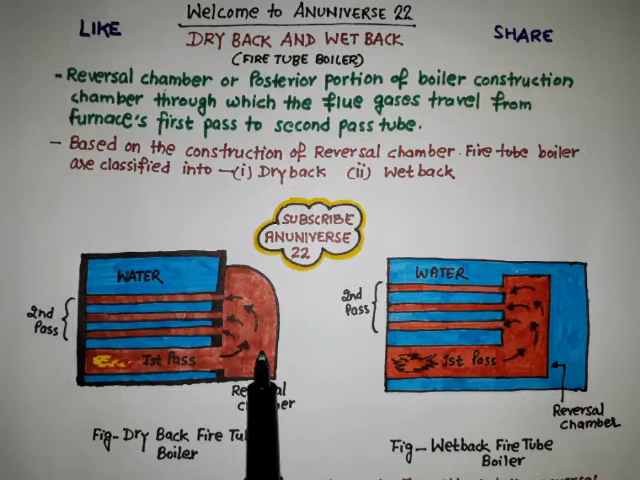 Welcome to ANUNIVERSE 22
LIKE
SHARE
DRY BACK AND WET BACK
(FIRE TUBE BOILER)
- Reversal chamber or Posterior portion of boiler construction
chamber through which the flue gases travel from
furnace's first pass to second pass tube.
- Based on the construction of Reversal chamber. Fire tube boiler
are classified into - (i) Dry back (ii) Wet back
SUBSCRIBE
ANUNIVERSE
22
WATER
2nd
Pass
1st Pass
Fig - Dry Back Fire
Boiler
WATER
2nd
Pass
1st Pass
Reversal
chamber
Fig - Wetback Fire Tube
Boiler